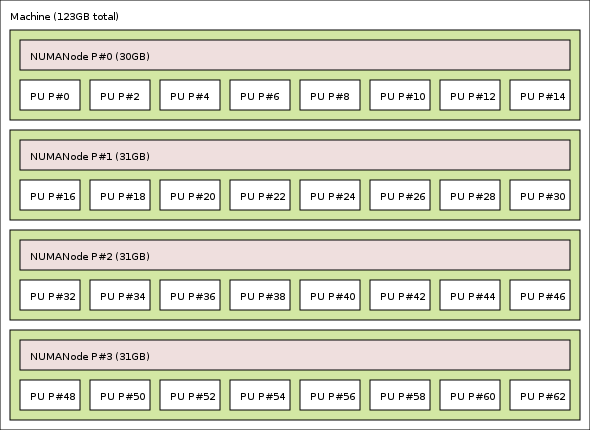 Machine (123GB total)
NUMANode P#0 (30GB)
PU P#0 PU P#2 PU P#4 PU P#6 PU P#8 PU P#10 PU P#12 PU P#14
NUMANode P#1 (31GB)
PU P#16 PU P#18 PU P#20 PU P#22 PU P#24 PU P#26 PU P#28 PU P#30
NUMANode P#2 (31GB)
PU P#32 PU P#34 PU P#36 PU P#38 PU P#40 PU P#42 PU P#44 PU P#46
NUMANode P#3 (31GB)
PU P#48 PU P#50 PU P#52 PU P#54 PU P#56 PU P#58 PU P#60 PU P#62